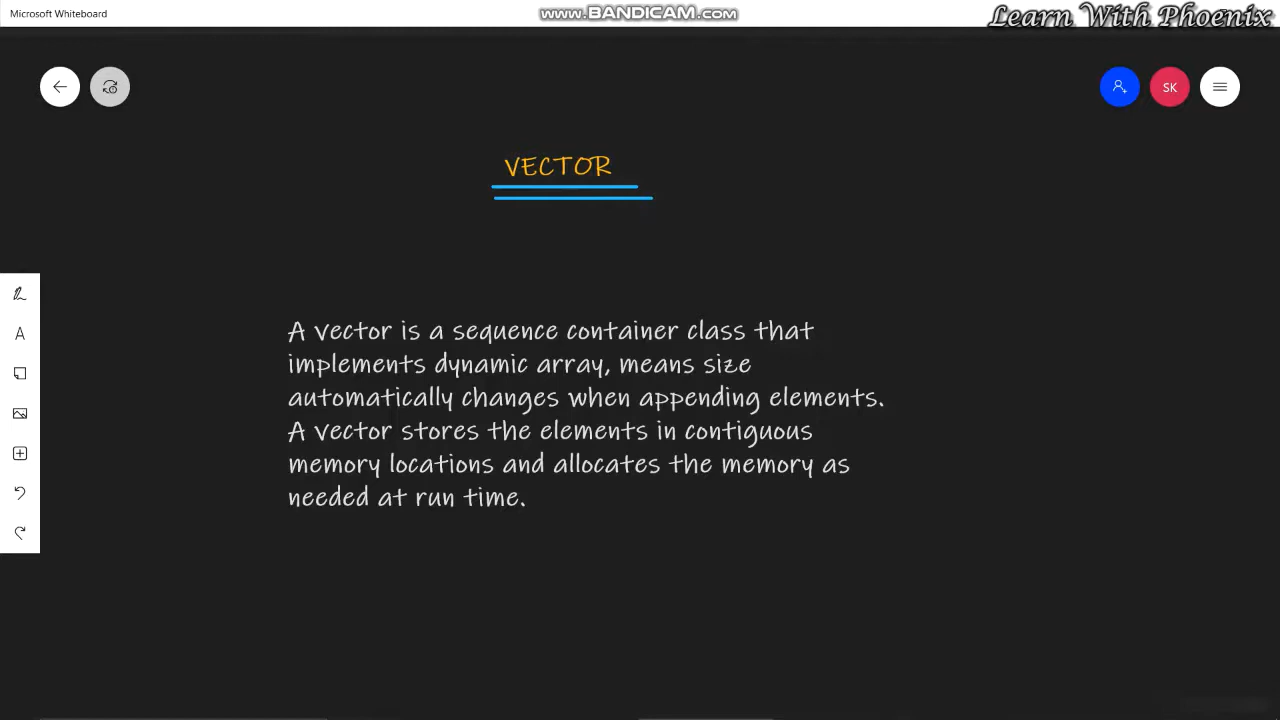 Microsoft Whiteboard
www.BANDICAM.com
Learn With Phoenix
SK
VECTOR
A vector is a sequence container class that
implements dynamic array, means size
automatically changes when appending elements.
A vector stores the elements in contiguous
memory locations and allocates the memory as
needed at run time.